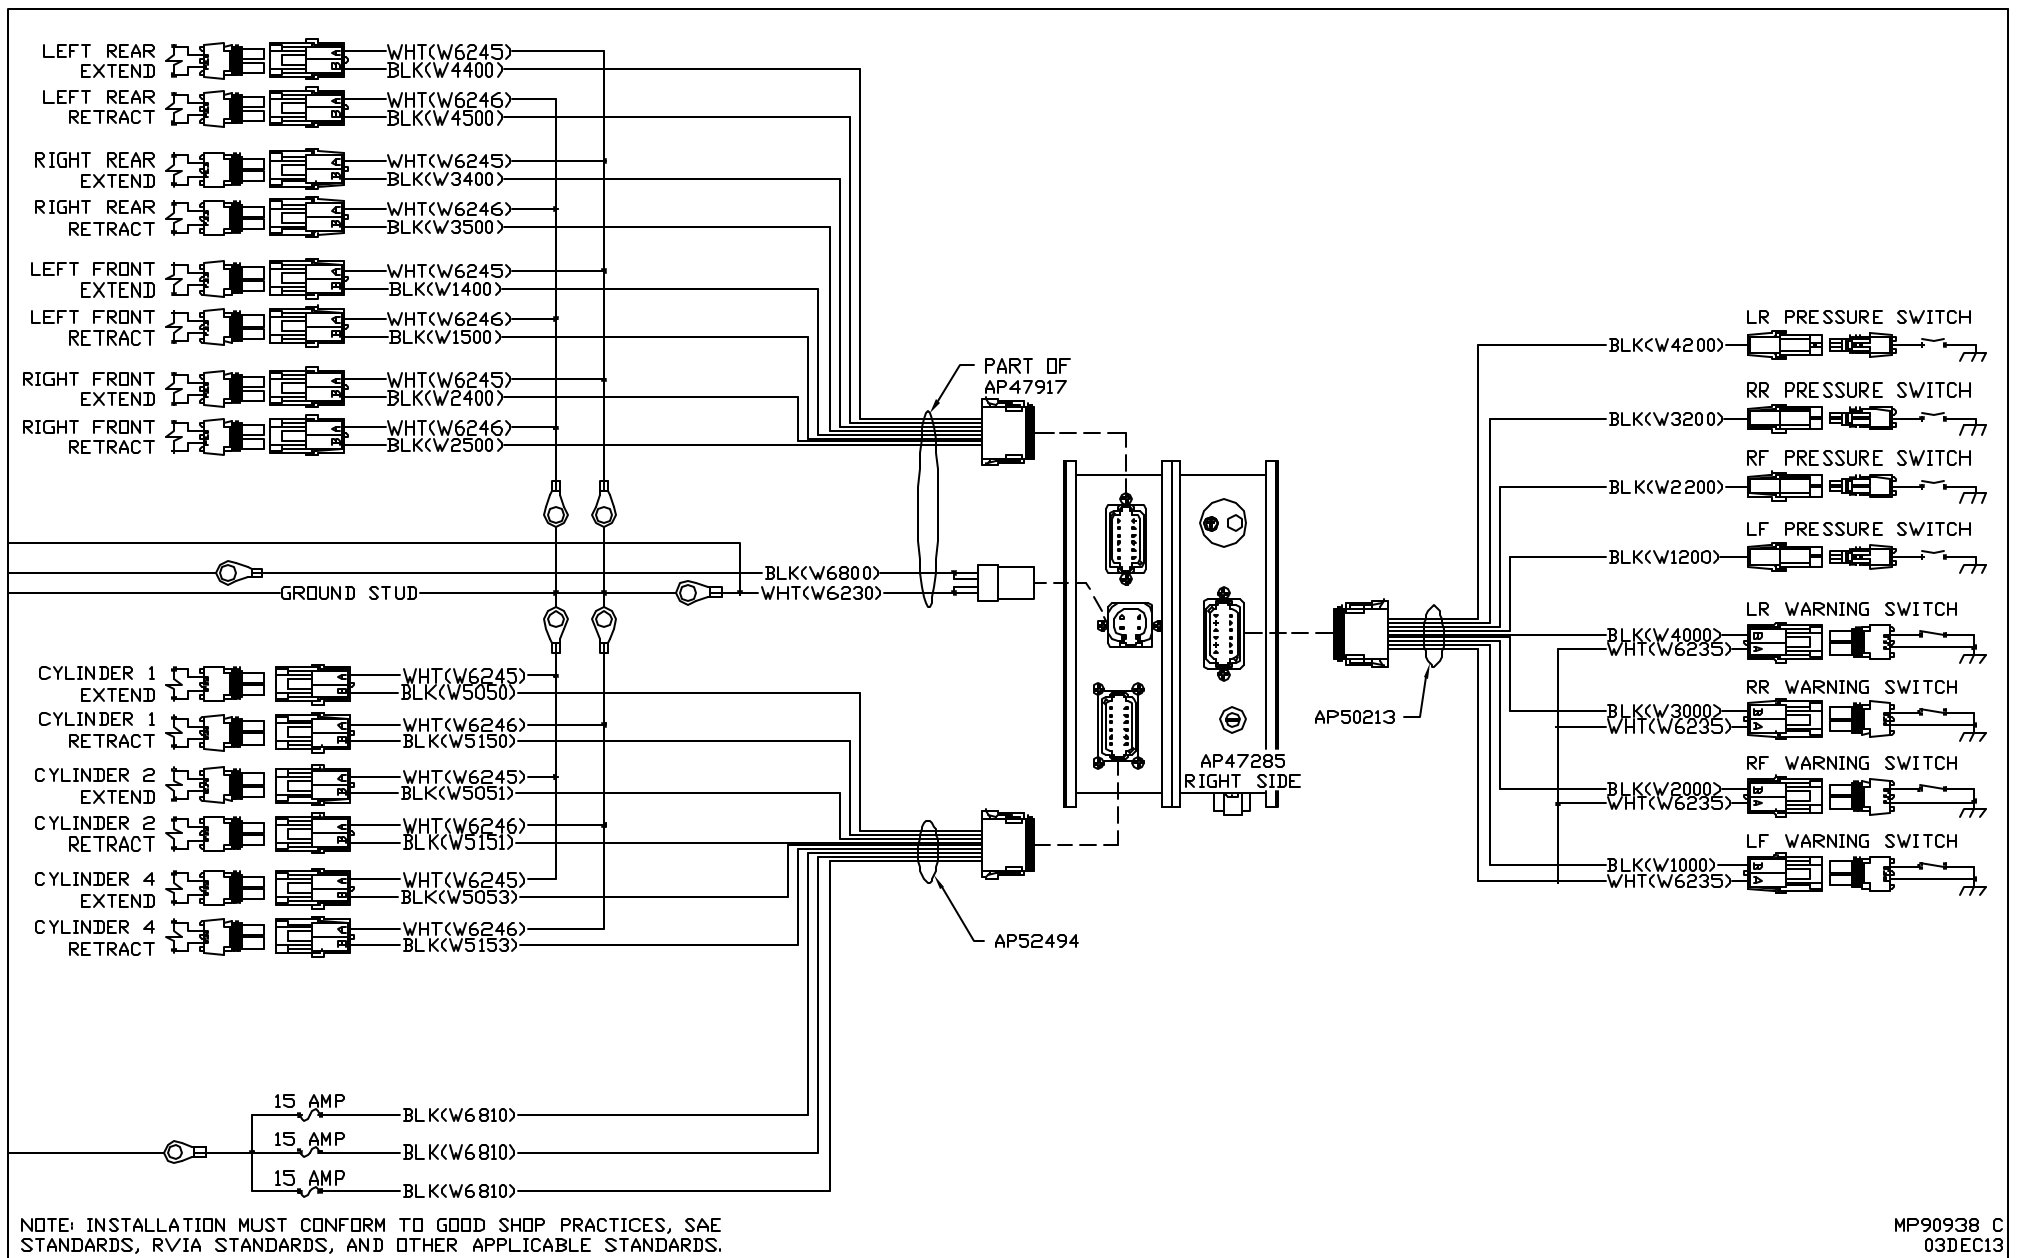 LEFT REAR
EXTEND
WHT(W6245)
BLK(W4400)
LEFT REAR
RETRACT
WHT(W6246)
BLK(W4500)
RIGHT REAR
EXTEND
WHT(W6245)
BLK(W3400)
RIGHT REAR
RETRACT
WHT(W6246)
BLK(W3500)
LEFT FRONT
EXTEND
WHT(W6245)
BLK(W1400)
LEFT FRONT
RETRACT
WHT(W6246)
BLK(W1500)
RIGHT FRONT
EXTEND
WHT(W6245)
BLK(W2400)
RIGHT FRONT
RETRACT
WHT(W6246)
BLK(W2500)
PART OF
AP47917
BLK(W6800)
GROUND STUD
WHT(W6230)
CYLINDER 1
EXTEND
WHT(W6245)
BLK(W5050)
CYLINDER 1
RETRACT
WHT(W6246)
BLK(W5150)
CYLINDER 2
EXTEND
WHT(W6245)
BLK(W5051)
CYLINDER 2
RETRACT
WHT(W6246)
BLK(W5151)
CYLINDER 4
EXTEND
WHT(W6245)
BLK(W5053)
CYLINDER 4
RETRACT
WHT(W6246)
BLK(W5153)
AP52494
15 AMP
BLK(W6810)
15 AMP
BLK(W6810)
15 AMP
BLK(W6810)
AP47285
RIGHT SIDE
AP50213
LR PRESSURE SWITCH
BLK(W4200)
RR PRESSURE SWITCH
BLK(W3200)
RF PRESSURE SWITCH
BLK(W2200)
LF PRESSURE SWITCH
BLK(W1200)
LR WARNING SWITCH
BLK(W4000)
WHT(W6235)
B
A
RR WARNING SWITCH
BLK(W3000)
WHT(W6235)
B
A
RF WARNING SWITCH
BLK(W2000)
WHT(W6235)
B
A
LF WARNING SWITCH
BLK(W1000)
WHT(W6235)
B
A
NOTE: INSTALLATION MUST CONFORM TO GOOD SHOP PRACTICES, SAE
STANDARDS, RVIA STANDARDS, AND OTHER APPLICABLE STANDARDS.
MP90938 C
03DEC13